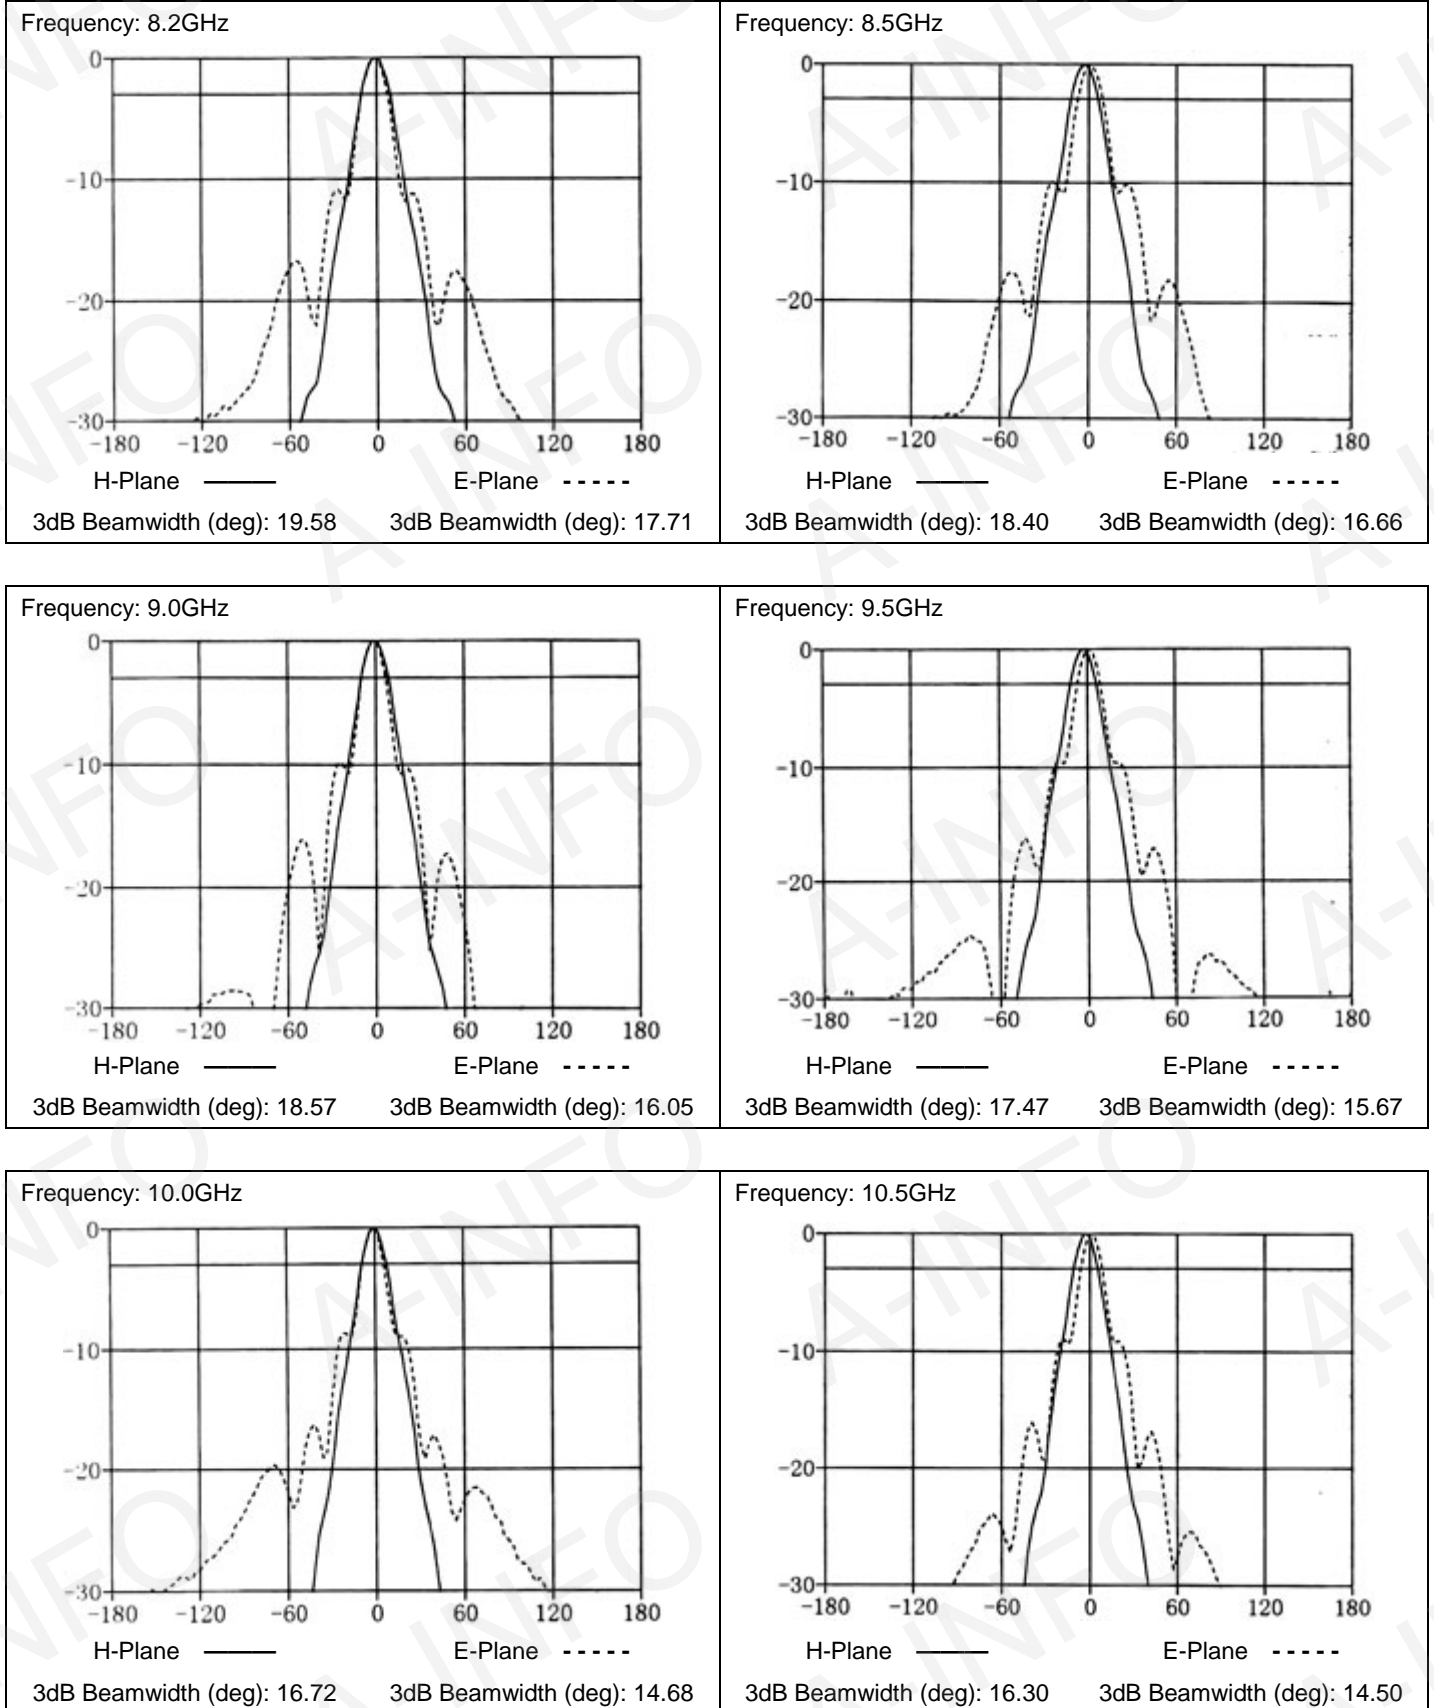 Frequency: 8.2GHz
0
-10
-20
-30
-180 -120 -60 0 60 120 180
H-Plane E-Plane
3dB Beamwidth (deg): 19.58 3dB Beamwidth (deg): 17.71
Frequency: 8.5GHz
0
-10
-20
-30
-180 -120 -60 0 60 120 180
H-Plane E-Plane
3dB Beamwidth (deg): 18.40 3dB Beamwidth (deg): 16.66
Frequency: 9.0GHz
0
-10
-20
-30
-180 -120 -60 0 60 120 180
H-Plane E-Plane
3dB Beamwidth (deg): 18.57 3dB Beamwidth (deg): 16.05
Frequency: 9.5GHz
0
-10
-20
-30
-180 -120 -60 0 60 120 180
H-Plane E-Plane
3dB Beamwidth (deg): 17.47 3dB Beamwidth (deg): 15.67
Frequency: 10.0GHz
0
-10
-20
-30
-180 -120 -60 0 60 120 180
H-Plane E-Plane
3dB Beamwidth (deg): 16.72 3dB Beamwidth (deg): 14.68
Frequency: 10.5GHz
0
-10
-20
-30
-180 -120 -60 0 60 120 180
H-Plane E-Plane
3dB Beamwidth (deg): 16.30 3dB Beamwidth (deg): 14.50
A-INFO